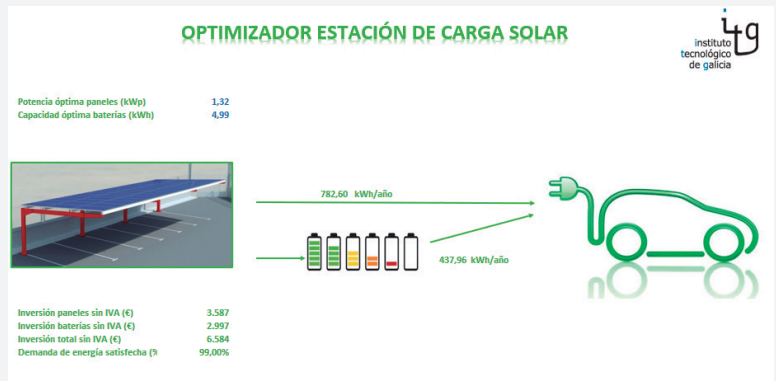 OPTIMIZADOR ESTACIÓN DE CARGA SOLAR
itg
instituto
tecnológico
de galicia
Potencia óptima paneles (kWp) 1,32
Capacidad óptima baterías (kWh) 4,99
782,60 kWh/año
437,96 kWh/año
Inversión paneles sin IVA (€) 3.587
Inversión baterías sin IVA (€) 2.997
Inversión total sin IVA (€) 6.584
Demanda de energía satisfecha (% 99,00%